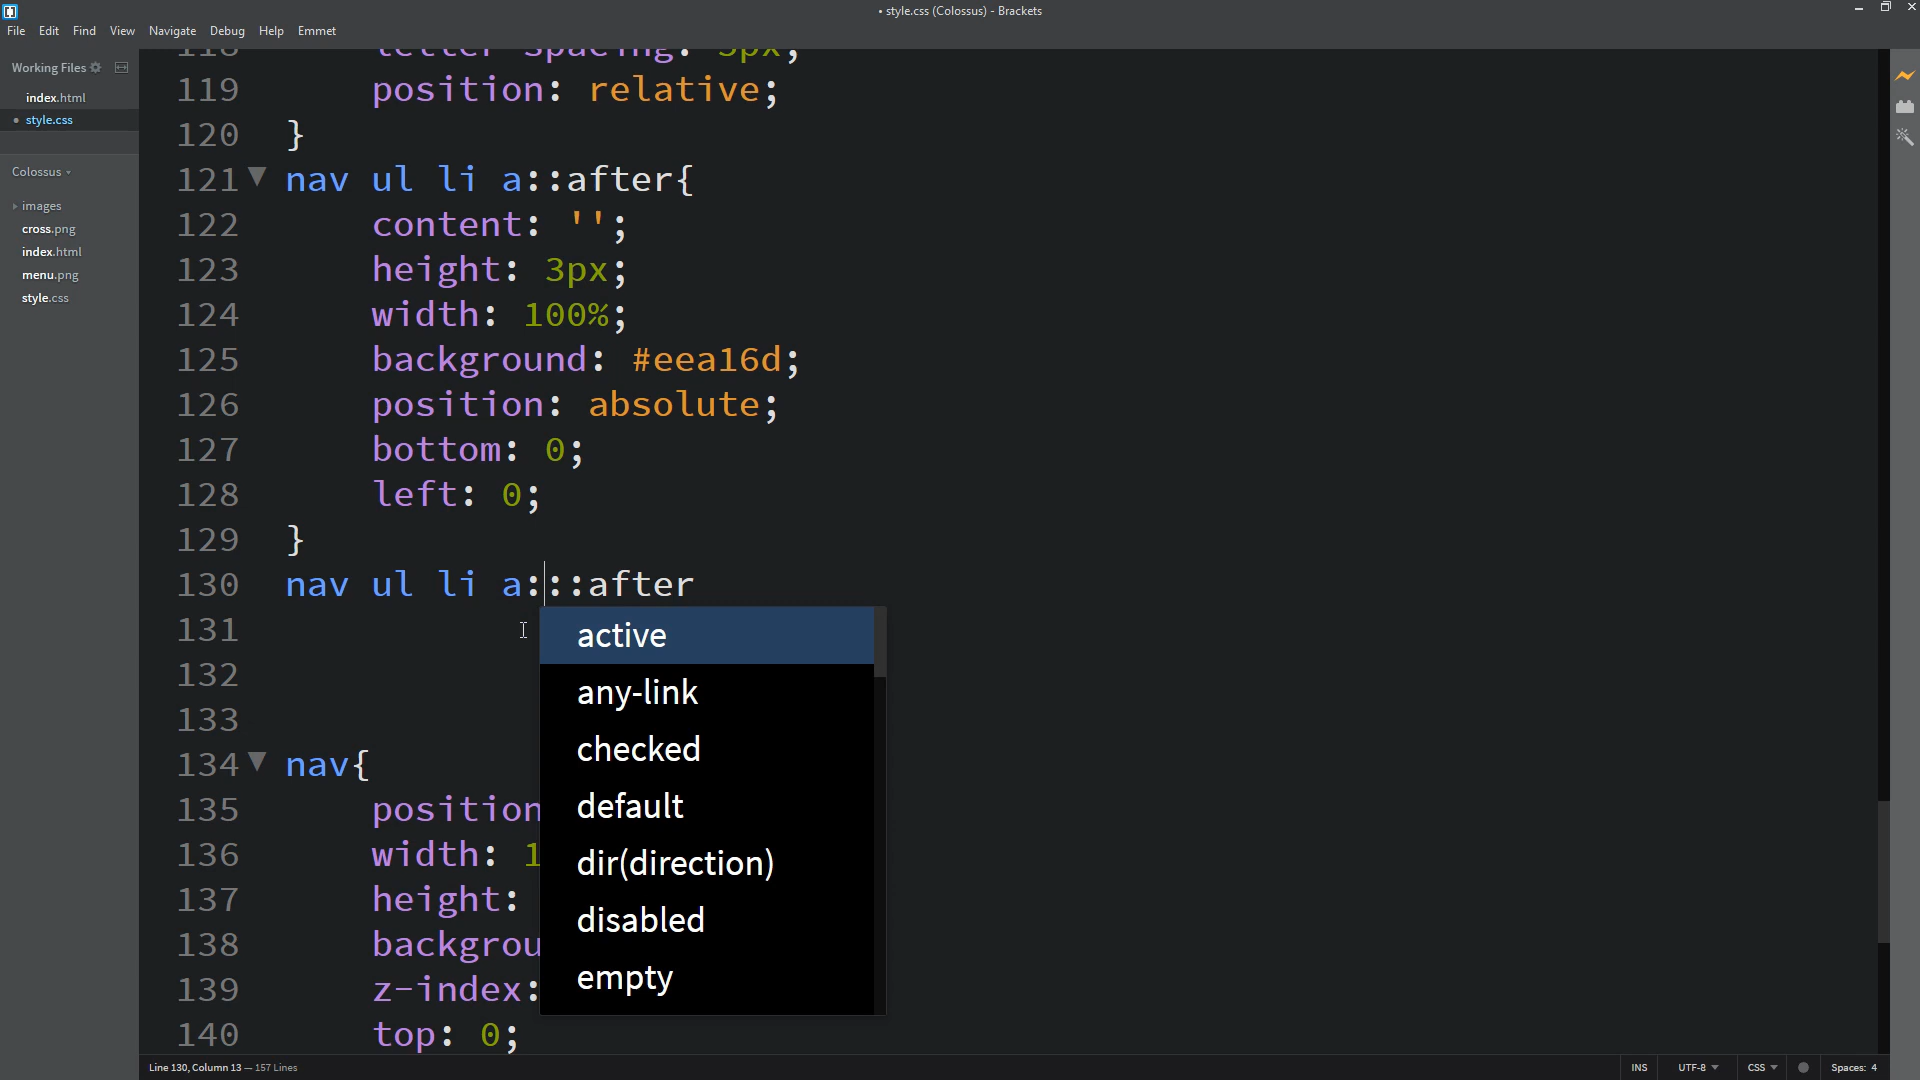 • style.css (Colossus) - Brackets
File Edit Find View Navigate Debug Help Emmet
Working Files
index.html
• style.css
Colossus
images
cross.png
index.html
menu.png
style.css
118 letter-spacing: 3px;
119 position: relative;
120 }
121 nav ul li a::after{
122 content: '';
123 height: 3px;
124 width: 100%;
125 background: #eea16d;
126 position: absolute;
127 bottom: 0;
128 left: 0;
129 }
130 nav ul li a:::after
131
132
133
134 nav{
135 position
136 width: 1
137 height:
138 backgrou
139 z-index:
140 top: 0;
active
any-link
checked
default
dir(direction)
disabled
empty
Line 130, Column 13 — 157 Lines
INS UTF-8 CSS Spaces: 4